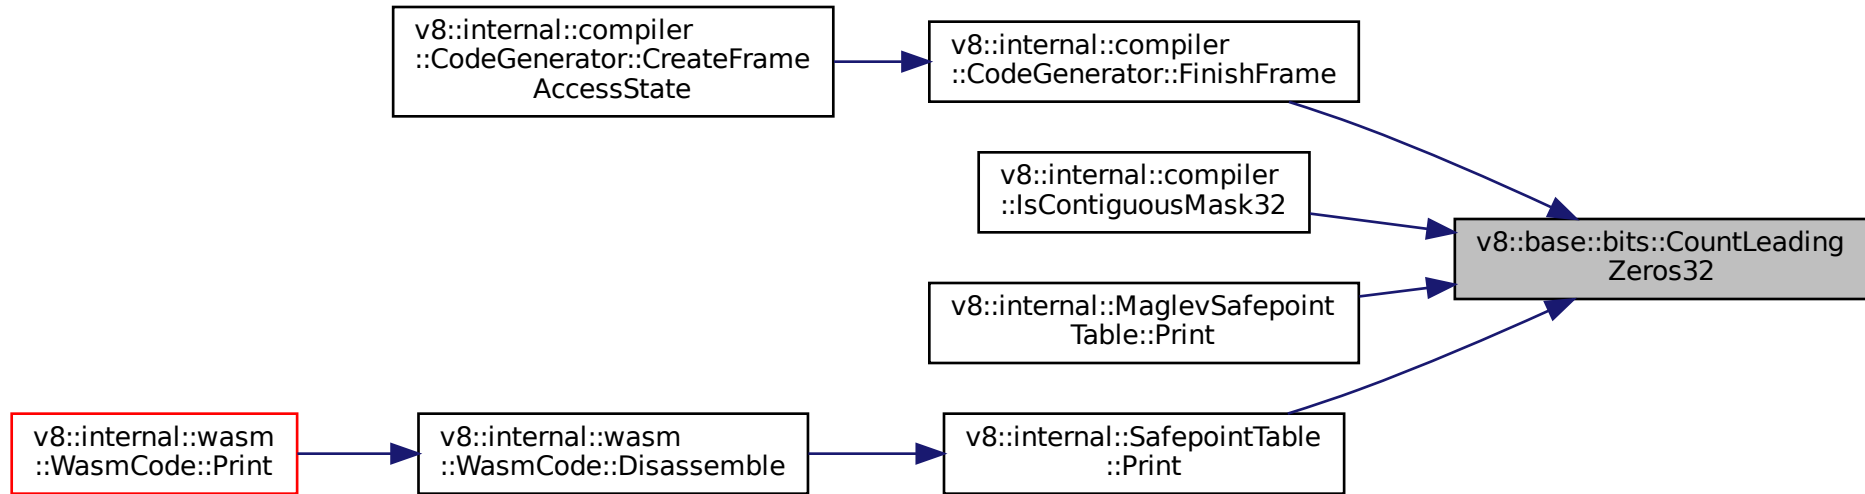 v8::internal::compiler
::CodeGenerator::CreateFrame
AccessState
v8::internal::compiler
::CodeGenerator::FinishFrame
v8::internal::compiler
::IsContiguousMask32
v8::base::bits::CountLeading
Zeros32
v8::internal::MaglevSafepoint
Table::Print
v8::internal::wasm
::WasmCode::Print
v8::internal::wasm
::WasmCode::Disassemble
v8::internal::SafepointTable
::Print